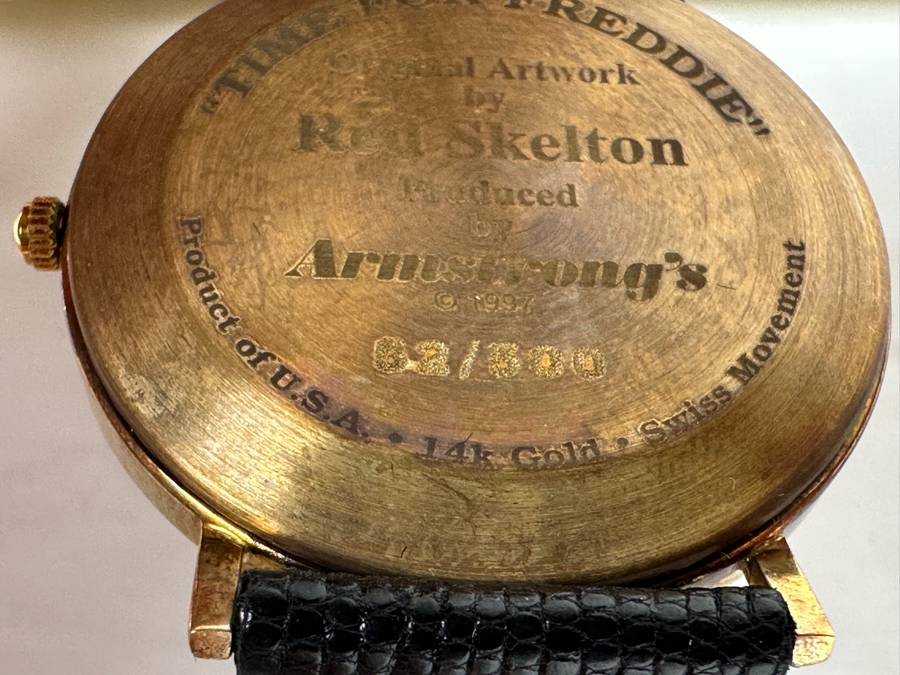 "TIME FOR FREDDIE"
Original Artwork
by
Red Skelton
Produced
by
Armstrong's
© 1997
62/500
Product of U.S.A. • 14k Gold • Swiss Movement